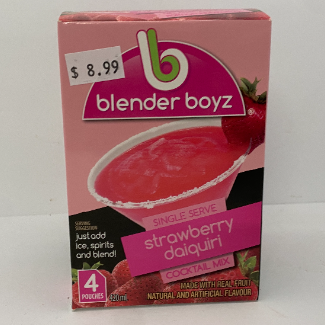 $ 8.99
b
blender boyz
SINGLE SERVE
strawberry
daiquiri
COCKTAIL MIX
SERVING
SUGGESTION
just add
ice, spirits
and blend!
4
POUCHES
MADE WITH REAL FRUIT
NATURAL AND ARTIFICIAL FLAVOUR